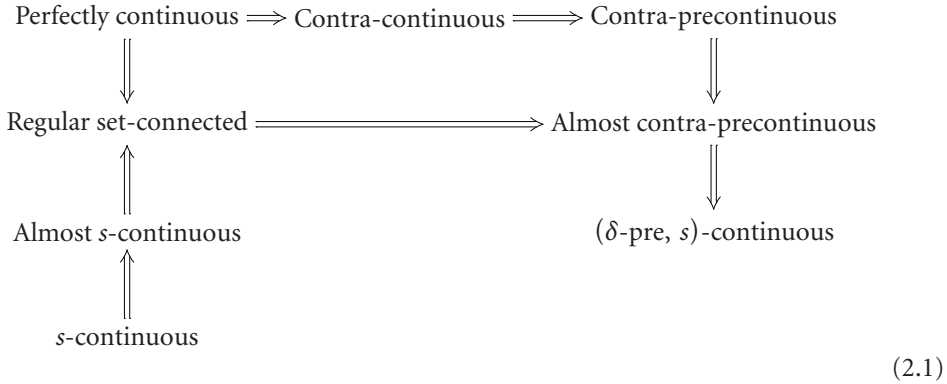 Perfectly continuous ⟹ Contra-continuous ⟹ Contra-precontinuous
Regular set-connected ⟹ Almost contra-precontinuous
Almost s-continuous (δ-pre, s)-continuous
s-continuous
(2.1)